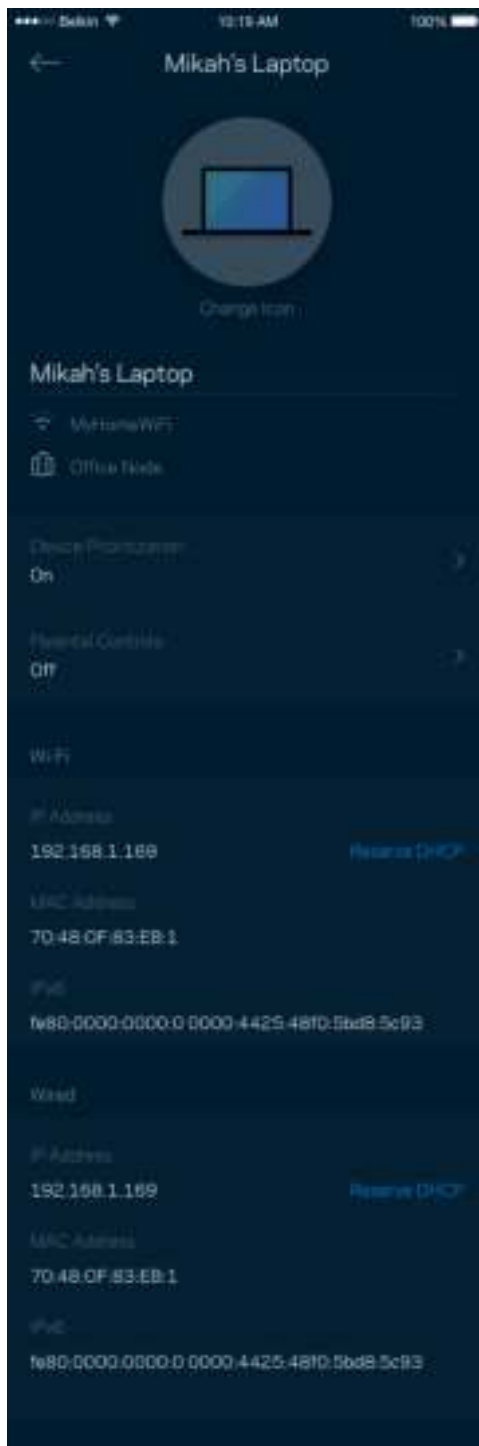 Belkin 10:19 AM 100%
Mikah's Laptop
Change Icon
Mikah's Laptop
MyHomeWiFi
Office Node
Device Prioritization
On
Parental Controls
Off
Wi-Fi
IP Address
192.168.1.169 Reserve DHCP
MAC Address
70:48:0F:83:EB:1
IPv6
fe80:0000:0000:0 0000:4425:48f0:5bd8:5c93
Wired
IP Address
192.168.1.169 Reserve DHCP
MAC Address
70:48:0F:83:EB:1
IPv6
fe80:0000:0000:0 0000:4425:48f0:5bd8:5c93